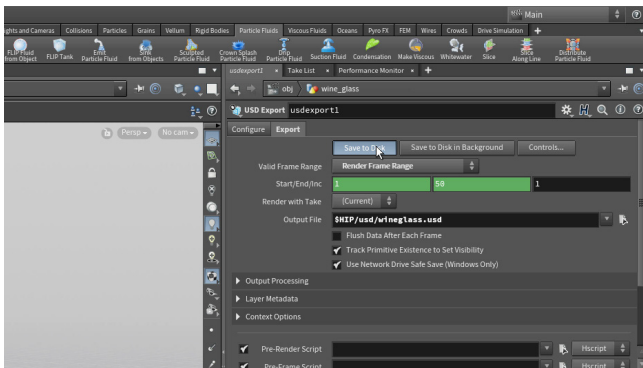 Main
Lights and Cameras Collisions Particles Grains Vellum Rigid Bodies Particle Fluids Viscous Fluids Oceans Pyro FX FEM Wires Crowds Drive Simulation +
FLIP Fluid from Object FLIP Tank Emit Particle Fluid Sink from Objects Sculpted Particle Fluid Crown Splash Particle Fluid Drip Particle Fluid Suction Fluid Condensation Make Viscous Whitewater Slice Slice Along Line Distribute Particle Fluid
usdexport1 × Take List × Performance Monitor × +
obj wine_glass
USD Export usdexport1
Persp No cam
Configure Export
Save to Disk Save to Disk in Background Controls...
Valid Frame Range Render Frame Range
Start/End/Inc 1 50 1
Render with Take (Current)
Output File $HIP/usd/wineglass.usd
Flush Data After Each Frame
Track Primitive Existence to Set Visibility
Use Network Drive Safe Save (Windows Only)
Output Processing
Layer Metadata
Context Options
Pre-Render Script Hscript
Pre-Frame Script Hscript